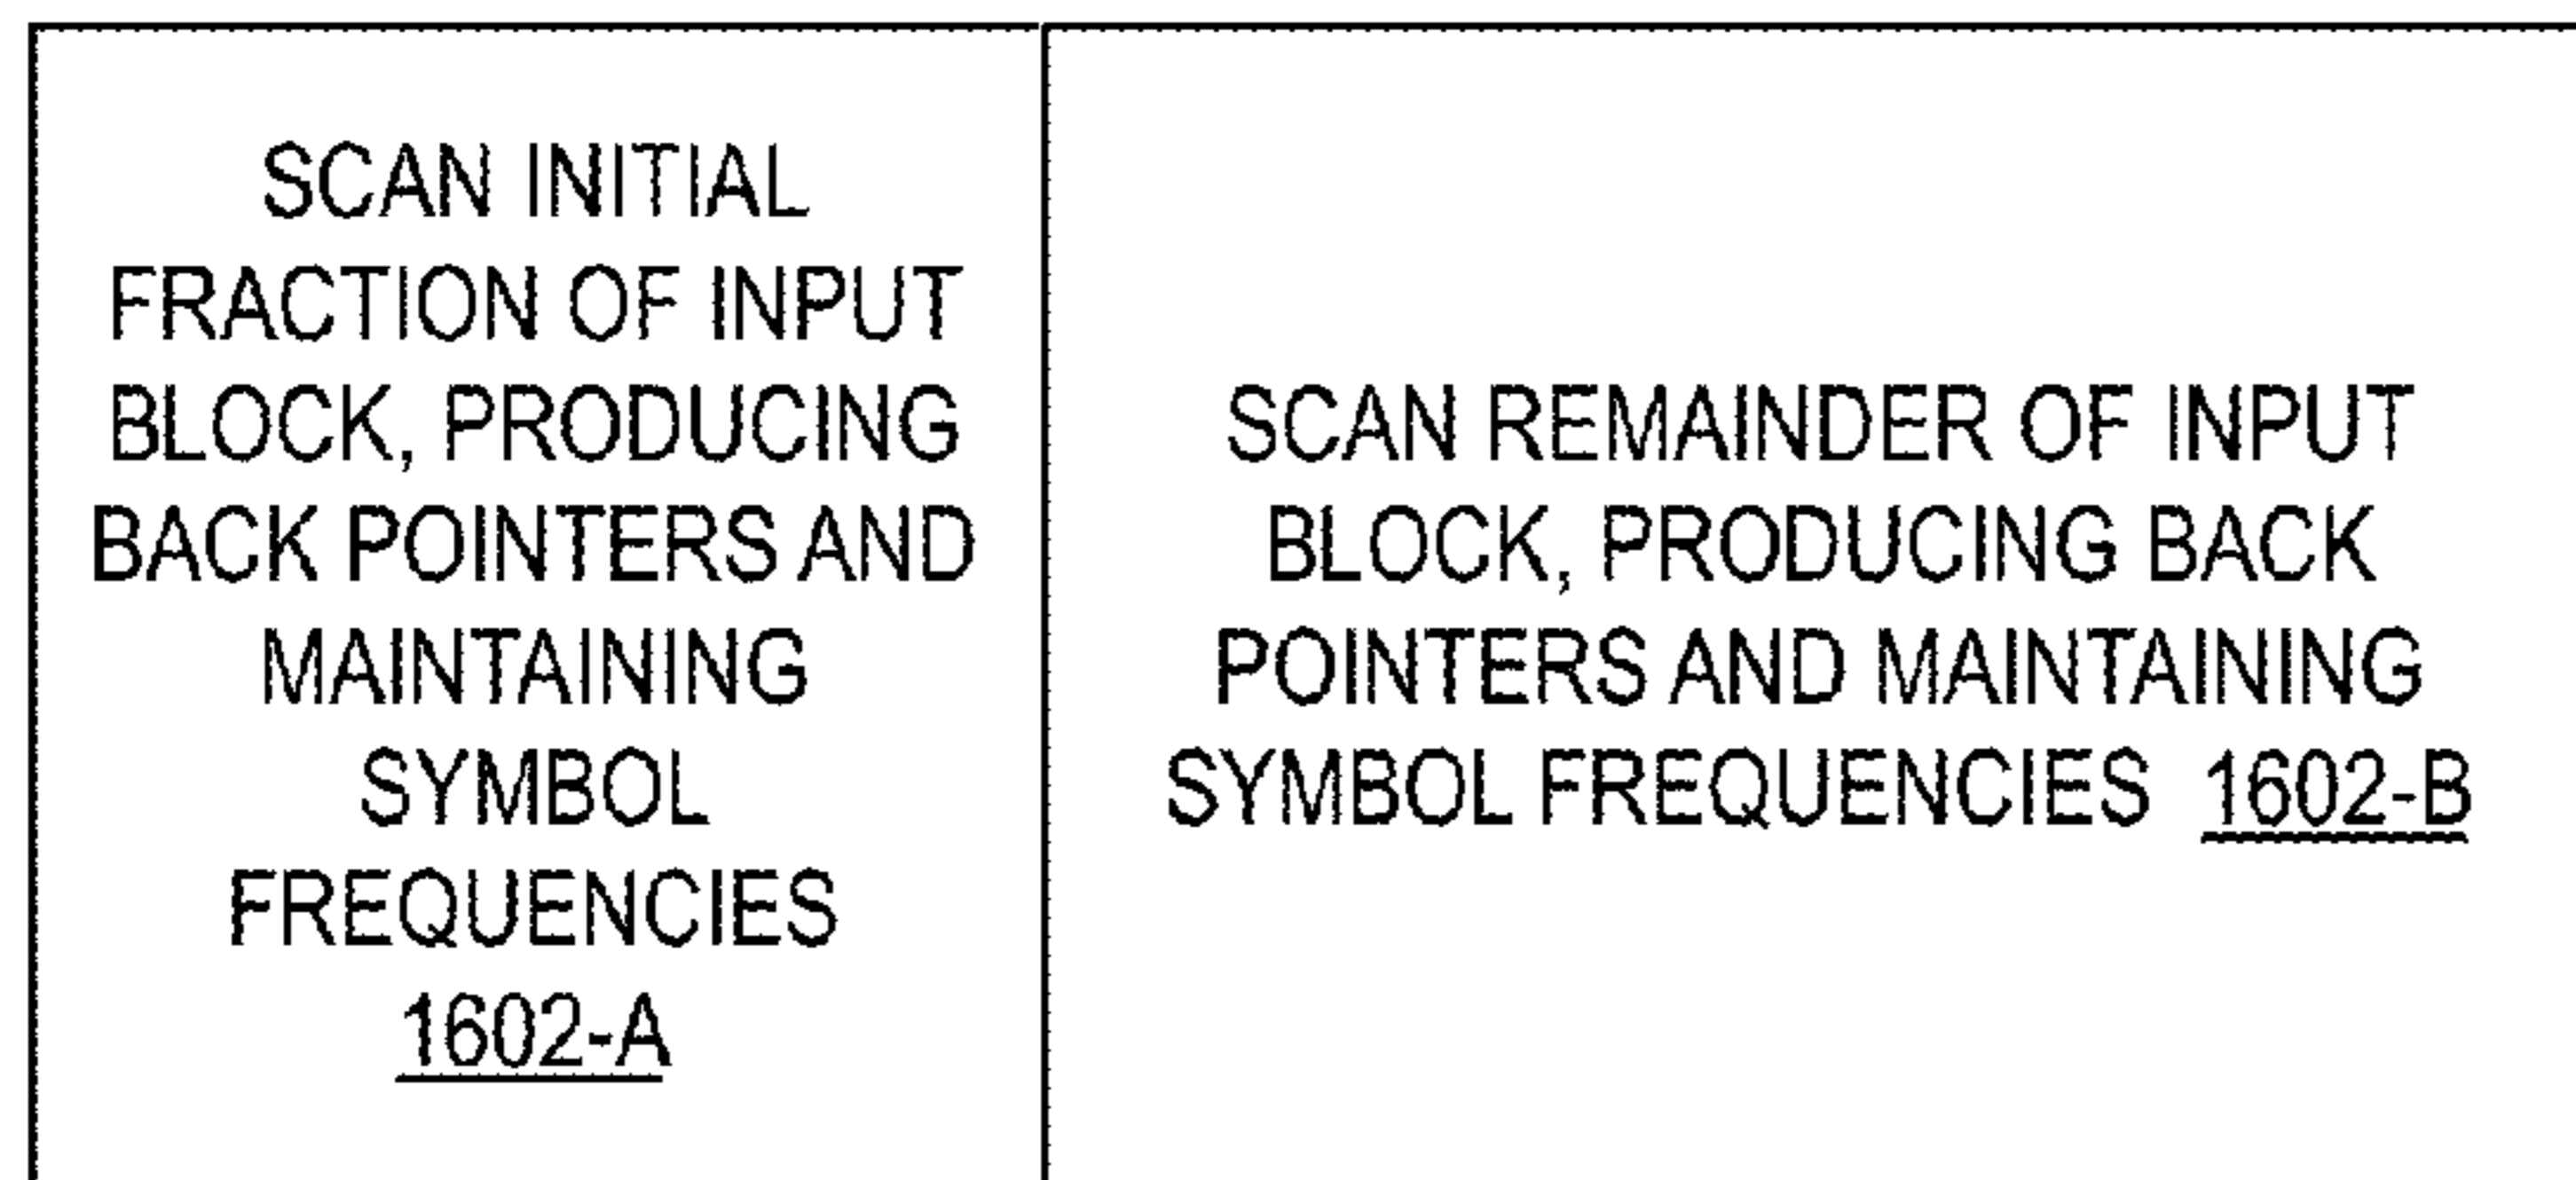 SCAN INITIAL
FRACTION OF INPUT
BLOCK, PRODUCING
BACK POINTERS AND
MAINTAINING
SYMBOL
FREQUENCIES
1602-A
SCAN REMAINDER OF INPUT
BLOCK, PRODUCING BACK
POINTERS AND MAINTAINING
SYMBOL FREQUENCIES 1602-B